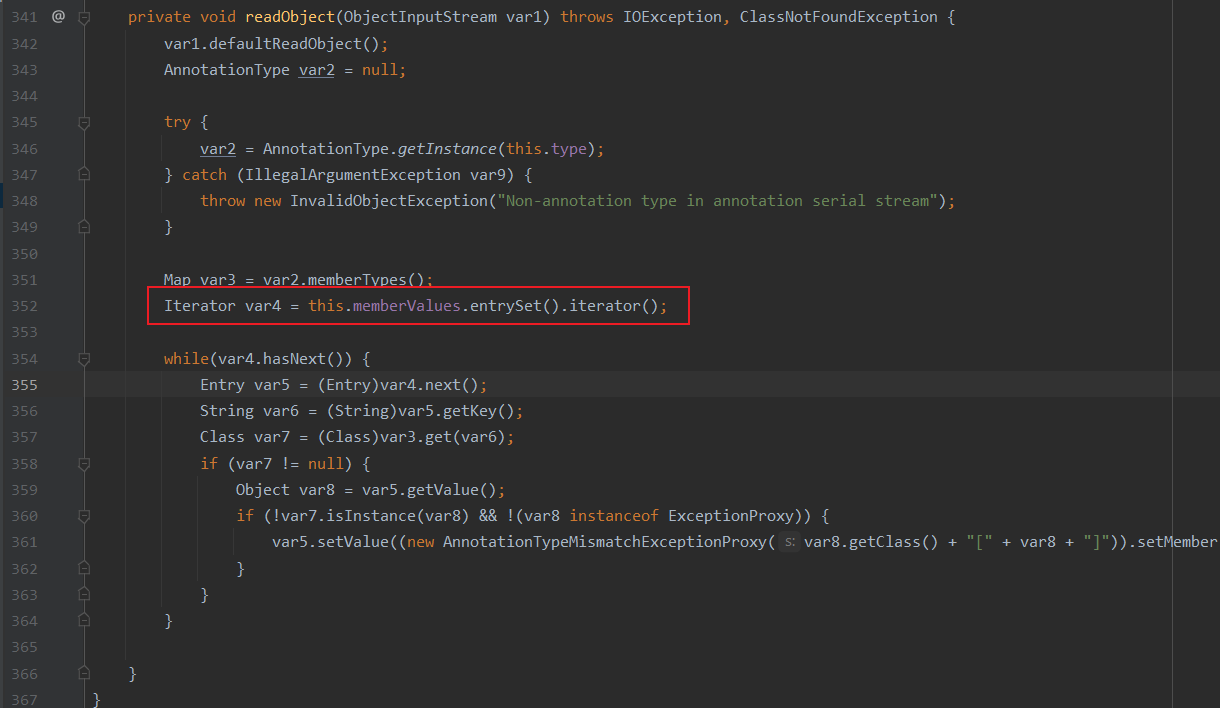 341 @ private void readObject(ObjectInputStream var1) throws IOException, ClassNotFoundException {
342 var1.defaultReadObject();
343 AnnotationType var2 = null;
344
345 try {
346 var2 = AnnotationType.getInstance(this.type);
347 } catch (IllegalArgumentException var9) {
348 throw new InvalidObjectException("Non-annotation type in annotation serial stream");
349 }
350
351 Map var3 = var2.memberTypes();
352 Iterator var4 = this.memberValues.entrySet().iterator();
353
354 while(var4.hasNext()) {
355 Entry var5 = (Entry)var4.next();
356 String var6 = (String)var5.getKey();
357 Class var7 = (Class)var3.get(var6);
358 if (var7 != null) {
359 Object var8 = var5.getValue();
360 if (!var7.isInstance(var8) && !(var8 instanceof ExceptionProxy)) {
361 var5.setValue((new AnnotationTypeMismatchExceptionProxy( s: var8.getClass() + "[" + var8 + "]")).setMember
362 }
363 }
364 }
365
366 }
367 }